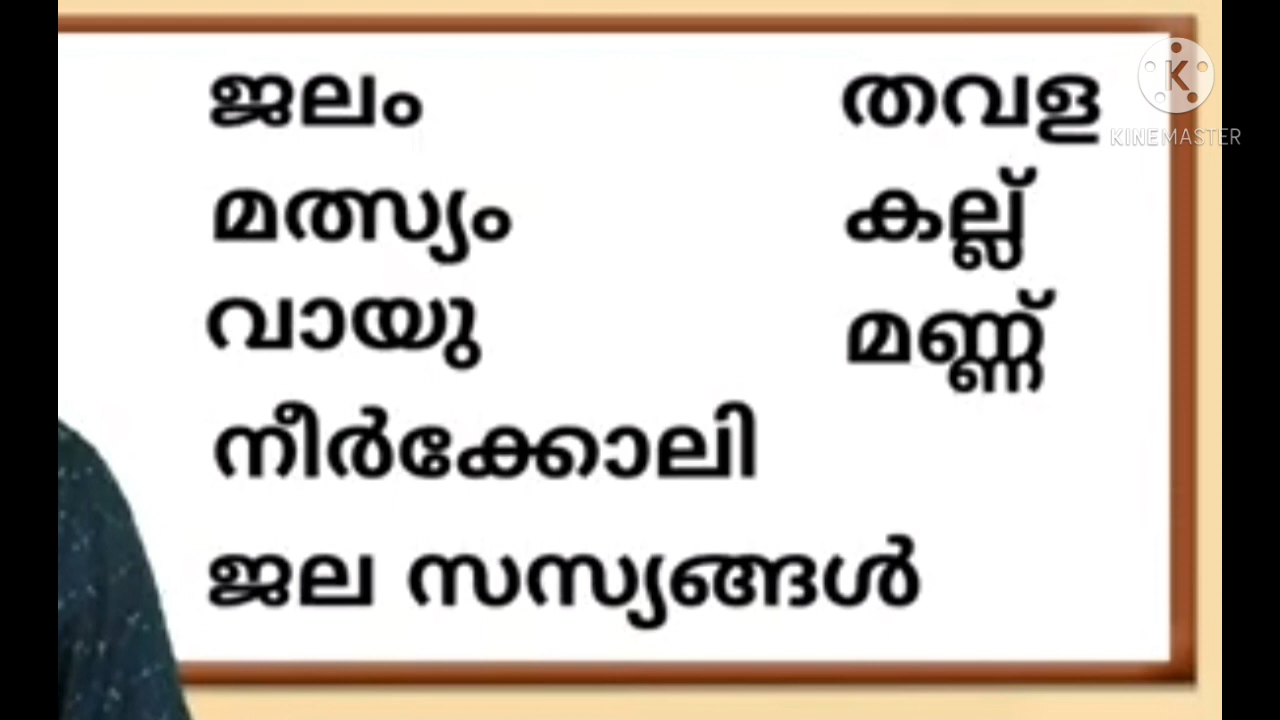 ജലം
മത്സ്യം
വായു
നീർക്കോലി
ജല സസ്യങ്ങൾ
തവള
കല്ല്
മണ്ണ്
KINEMASTER